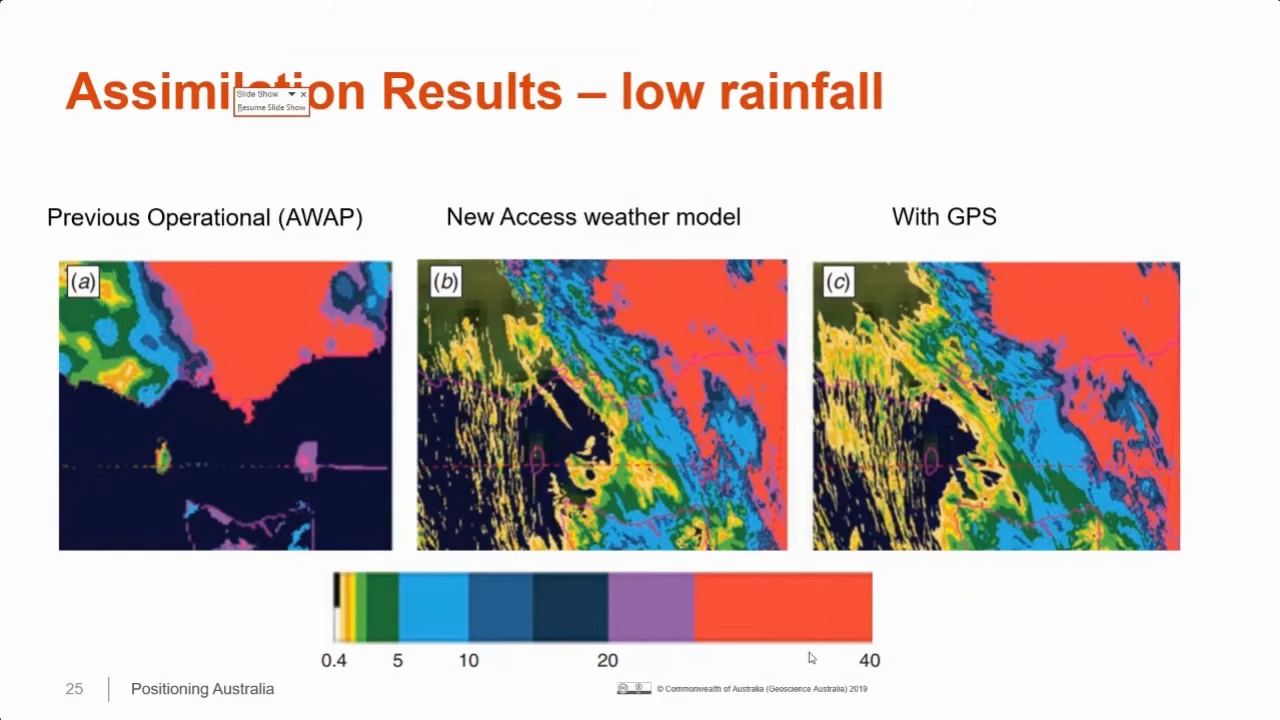 Assimilation Results – low rainfall
Slide Show
Resume Slide Show
Previous Operational (AWAP)
New Access weather model
With GPS
(a)
(b)
(c)
0.4 5 10 20 40
25
Positioning Australia
© Commonwealth of Australia (Geoscience Australia) 2019